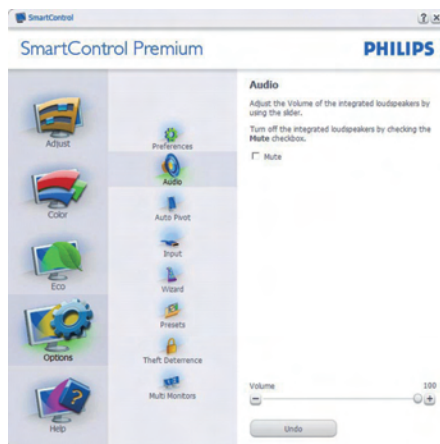 SmartControl
SmartControl Premium
PHILIPS
Adjust
Color
Eco
Options
Help
Preferences
Audio
Auto Pivot
Input
Wizard
Presets
Theft Deterrence
Multi Monitors
Audio
Adjust the Volume of the integrated loudspeakers by
using the slider.
Turn off the integrated loudspeakers by checking the
Mute checkbox.
Mute
Volume 100
Undo